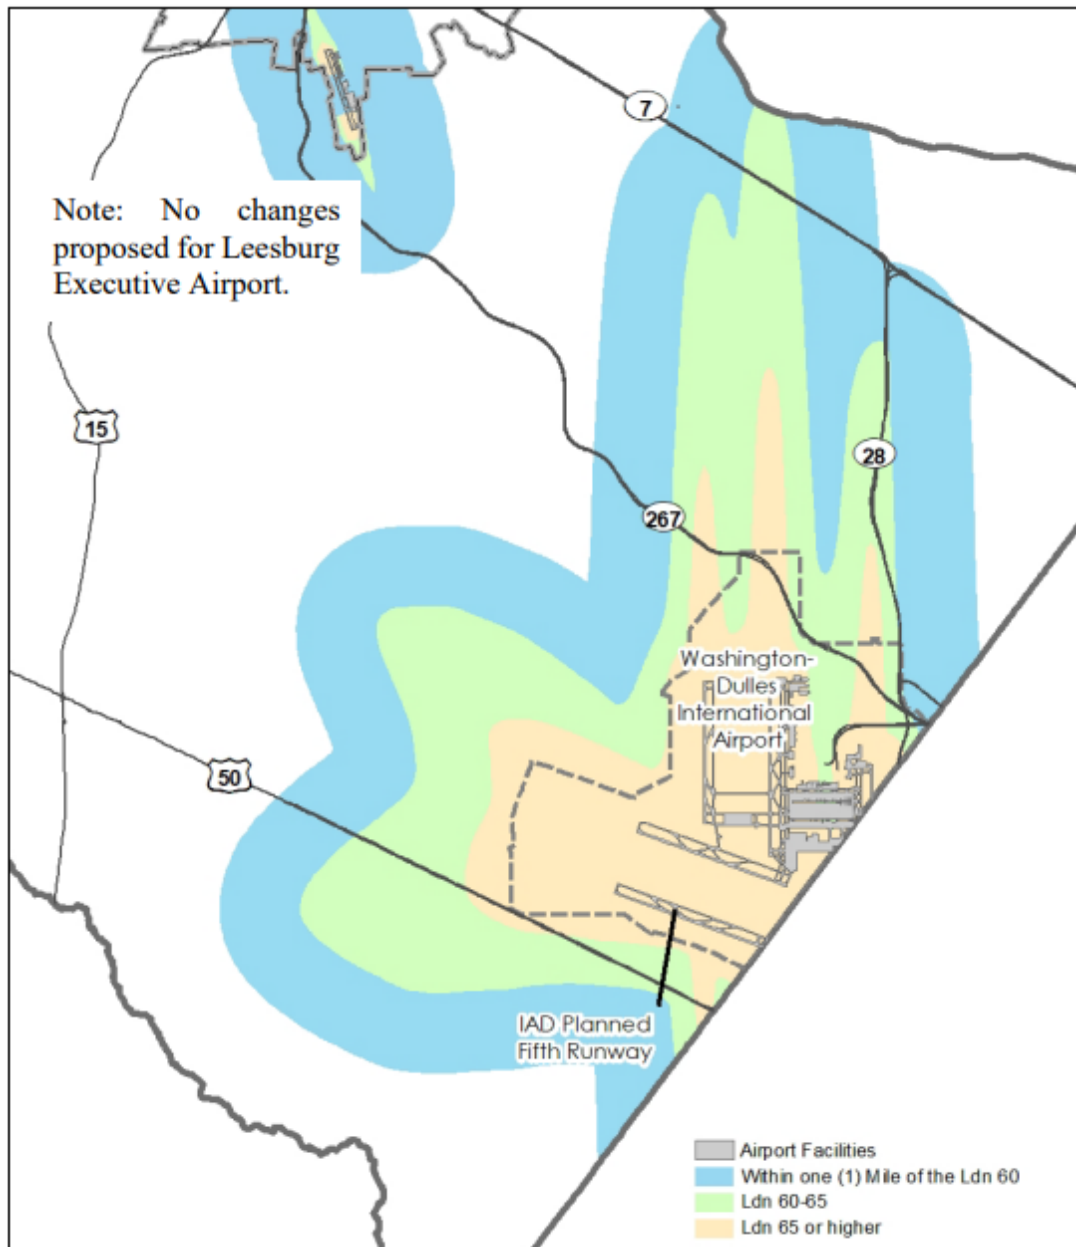 7
Note: No changes
proposed for Leesburg
Executive Airport.
15
28
267
Washington-
Dulles
International
Airport
50
IAD Planned
Fifth Runway
Airport Facilities
Within one (1) Mile of the Ldn 60
Ldn 60-65
Ldn 65 or higher